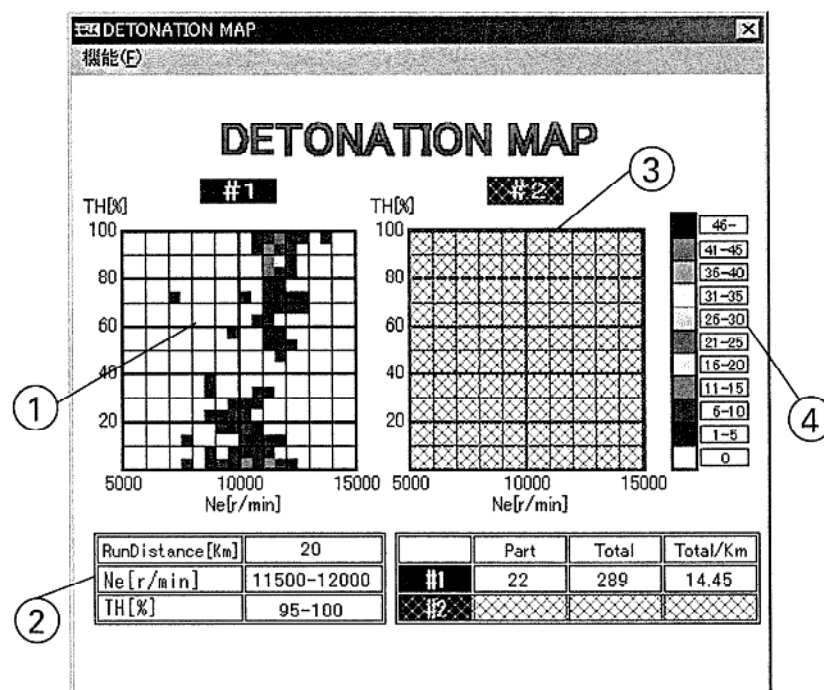 DETONATION MAP
機能(F)
DETONATION MAP
#1
#2
③
TH[%]
TH[%]
100
80
60
40
20
5000
10000
15000
Ne[r/min]
100
80
60
40
20
5000
10000
15000
Ne[r/min]
46-
41-45
36-40
31-35
26-30
21-25
16-20
11-15
6-10
1-5
0
①
④
RunDistance[Km] 20
Ne[r/min] 11500-12000
TH[%] 95-100
②
Part Total Total/Km
#1 22 289 14.45
#2